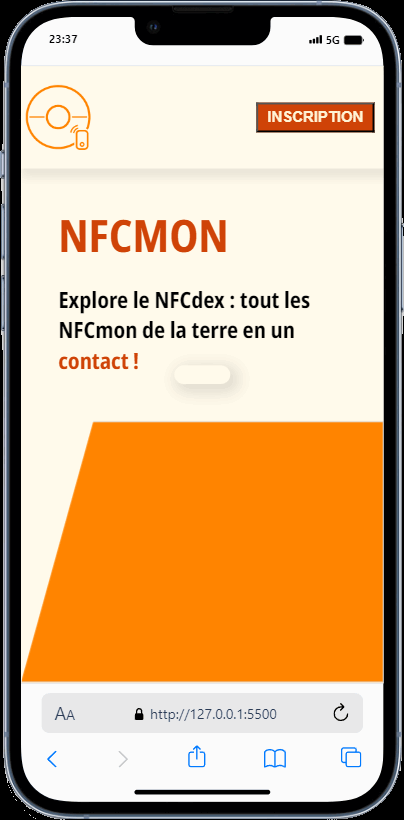 23:37
5G
INSCRIPTION
NFCMON
Explore le NFCdex : tout les
NFCmon de la terre en un
contact !
AA
http://127.0.0.1:5500